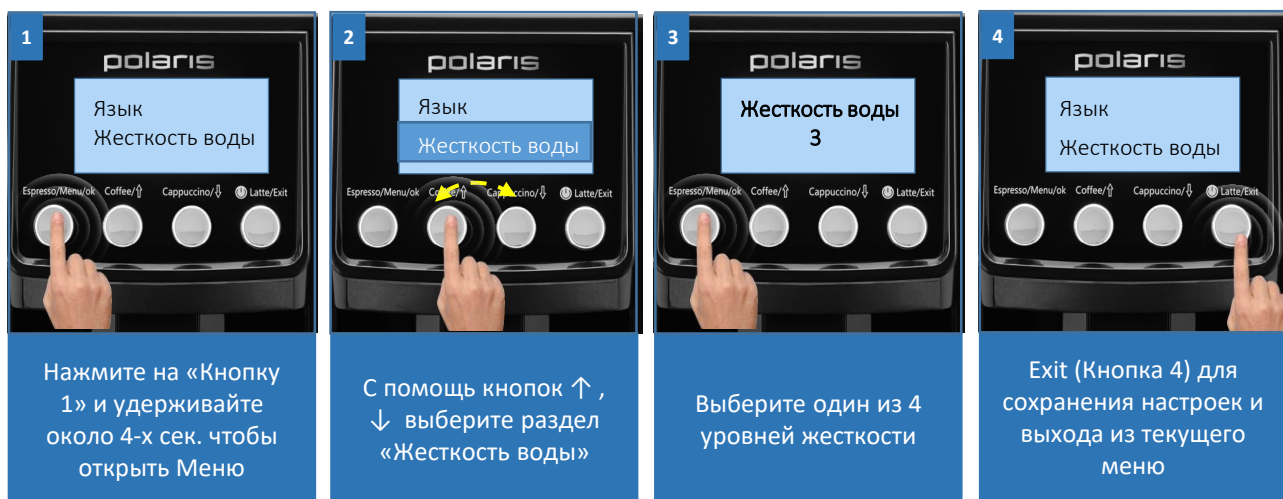 1
polaris
Язык
Жесткость воды
Espresso/Menu/ok Coffee/⇧ Cappuccino/⇩ Latte/Exit
Нажмите на «Кнопку
1» и удерживайте
около 4-х сек. чтобы
открыть Меню
2
polaris
Язык
Жесткость воды
Espresso/Menu/ok Coffee/⇧ Cappuccino/⇩ Latte/Exit
С помощь кнопок ↑ ,
↓ выберите раздел
«Жесткость воды»
3
polaris
Жесткость воды
3
Espresso/Menu/ok Coffee/⇧ Cappuccino/⇩ Latte/Exit
Выберите один из 4
уровней жесткости
4
polaris
Язык
Жесткость воды
Espresso/Menu/ok Coffee/⇧ Cappuccino/⇩ Latte/Exit
Exit (Кнопка 4) для
сохранения настроек и
выхода из текущего
меню